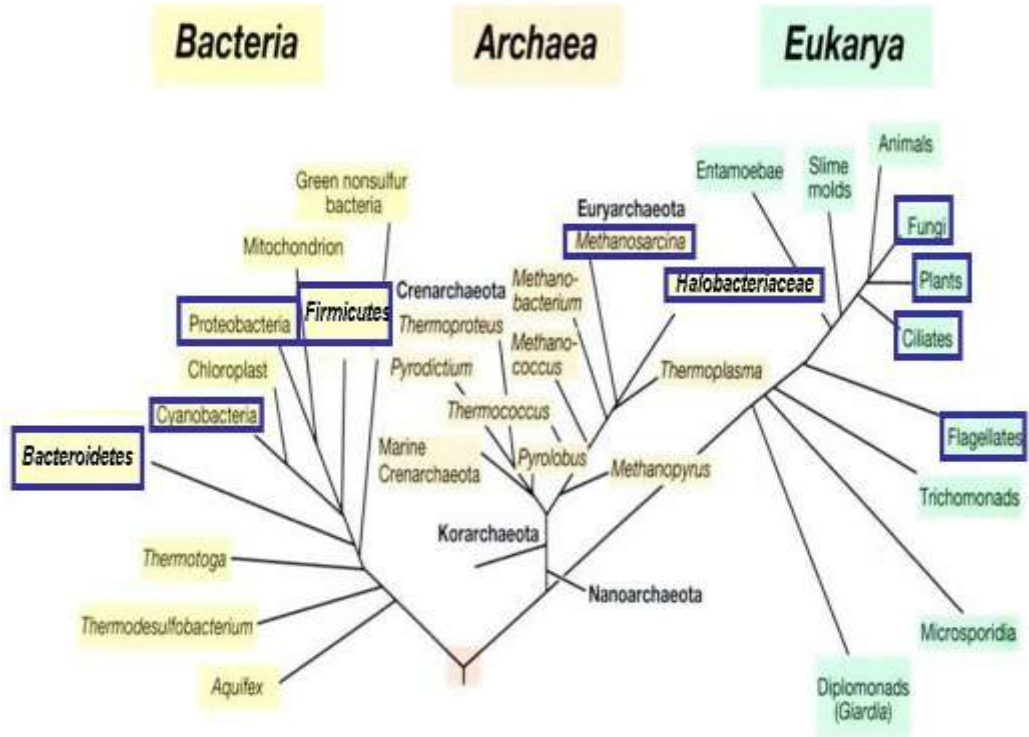 Bacteria
Archaea
Eukarya
Green nonsulfur
bacteria
Mitochondrion
Firmicutes
Proteobacteria
Chloroplast
Cyanobacteria
Bacteroidetes
Thermotoga
Thermodesulfobacterium
Aquifex
Crenarchaeota
Thermoproteus
Pyrodictium
Thermococcus
Marine
Crenarchaeota
Pyrolobus
Korarchaeota
Nanoarchaeota
Euryarchaeota
Methanosarcina
Methano-
bacterium
Methano-
coccus
Halobacteriaceae
Thermoplasma
Methanopyrus
Entamoebae
Slime
molds
Animals
Fungi
Plants
Ciliates
Flagellates
Trichomonads
Microsporidia
Diplomonads
(Giardia)